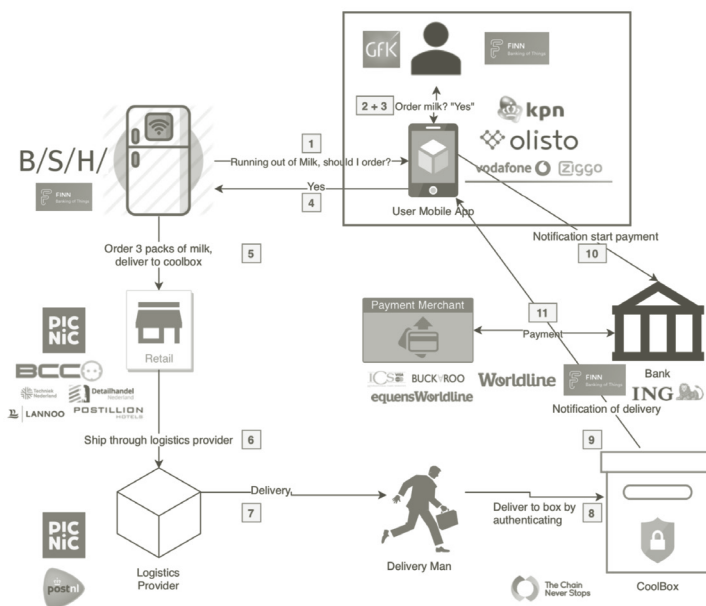 GFK
FINN
Banking of Things
2 + 3
Order milk? "Yes"
kpn
olisto
vodafone
ziggo
User Mobile App
B/S/H/
FINN
Banking of Things
1
Running out of Milk, should I order?
Yes
4
Order 3 packs of milk,
deliver to coolbox
5
Notification start payment
10
PIC
NIC
Retail
BCC
Techniek
Nederland
Detailhandel
Nederland
LANNOO
POSTILLION
HOTELS
Payment Merchant
11
Payment
Bank
ICS
BUCKAROO
Worldline
equensWorldline
FINN
Banking of Things
ING
Notification of delivery
Ship through logistics provider
6
9
Delivery
7
Deliver to box by
authenticating
8
PIC
NIC
postnl
Logistics
Provider
Delivery Man
The Chain
Never Stops
CoolBox